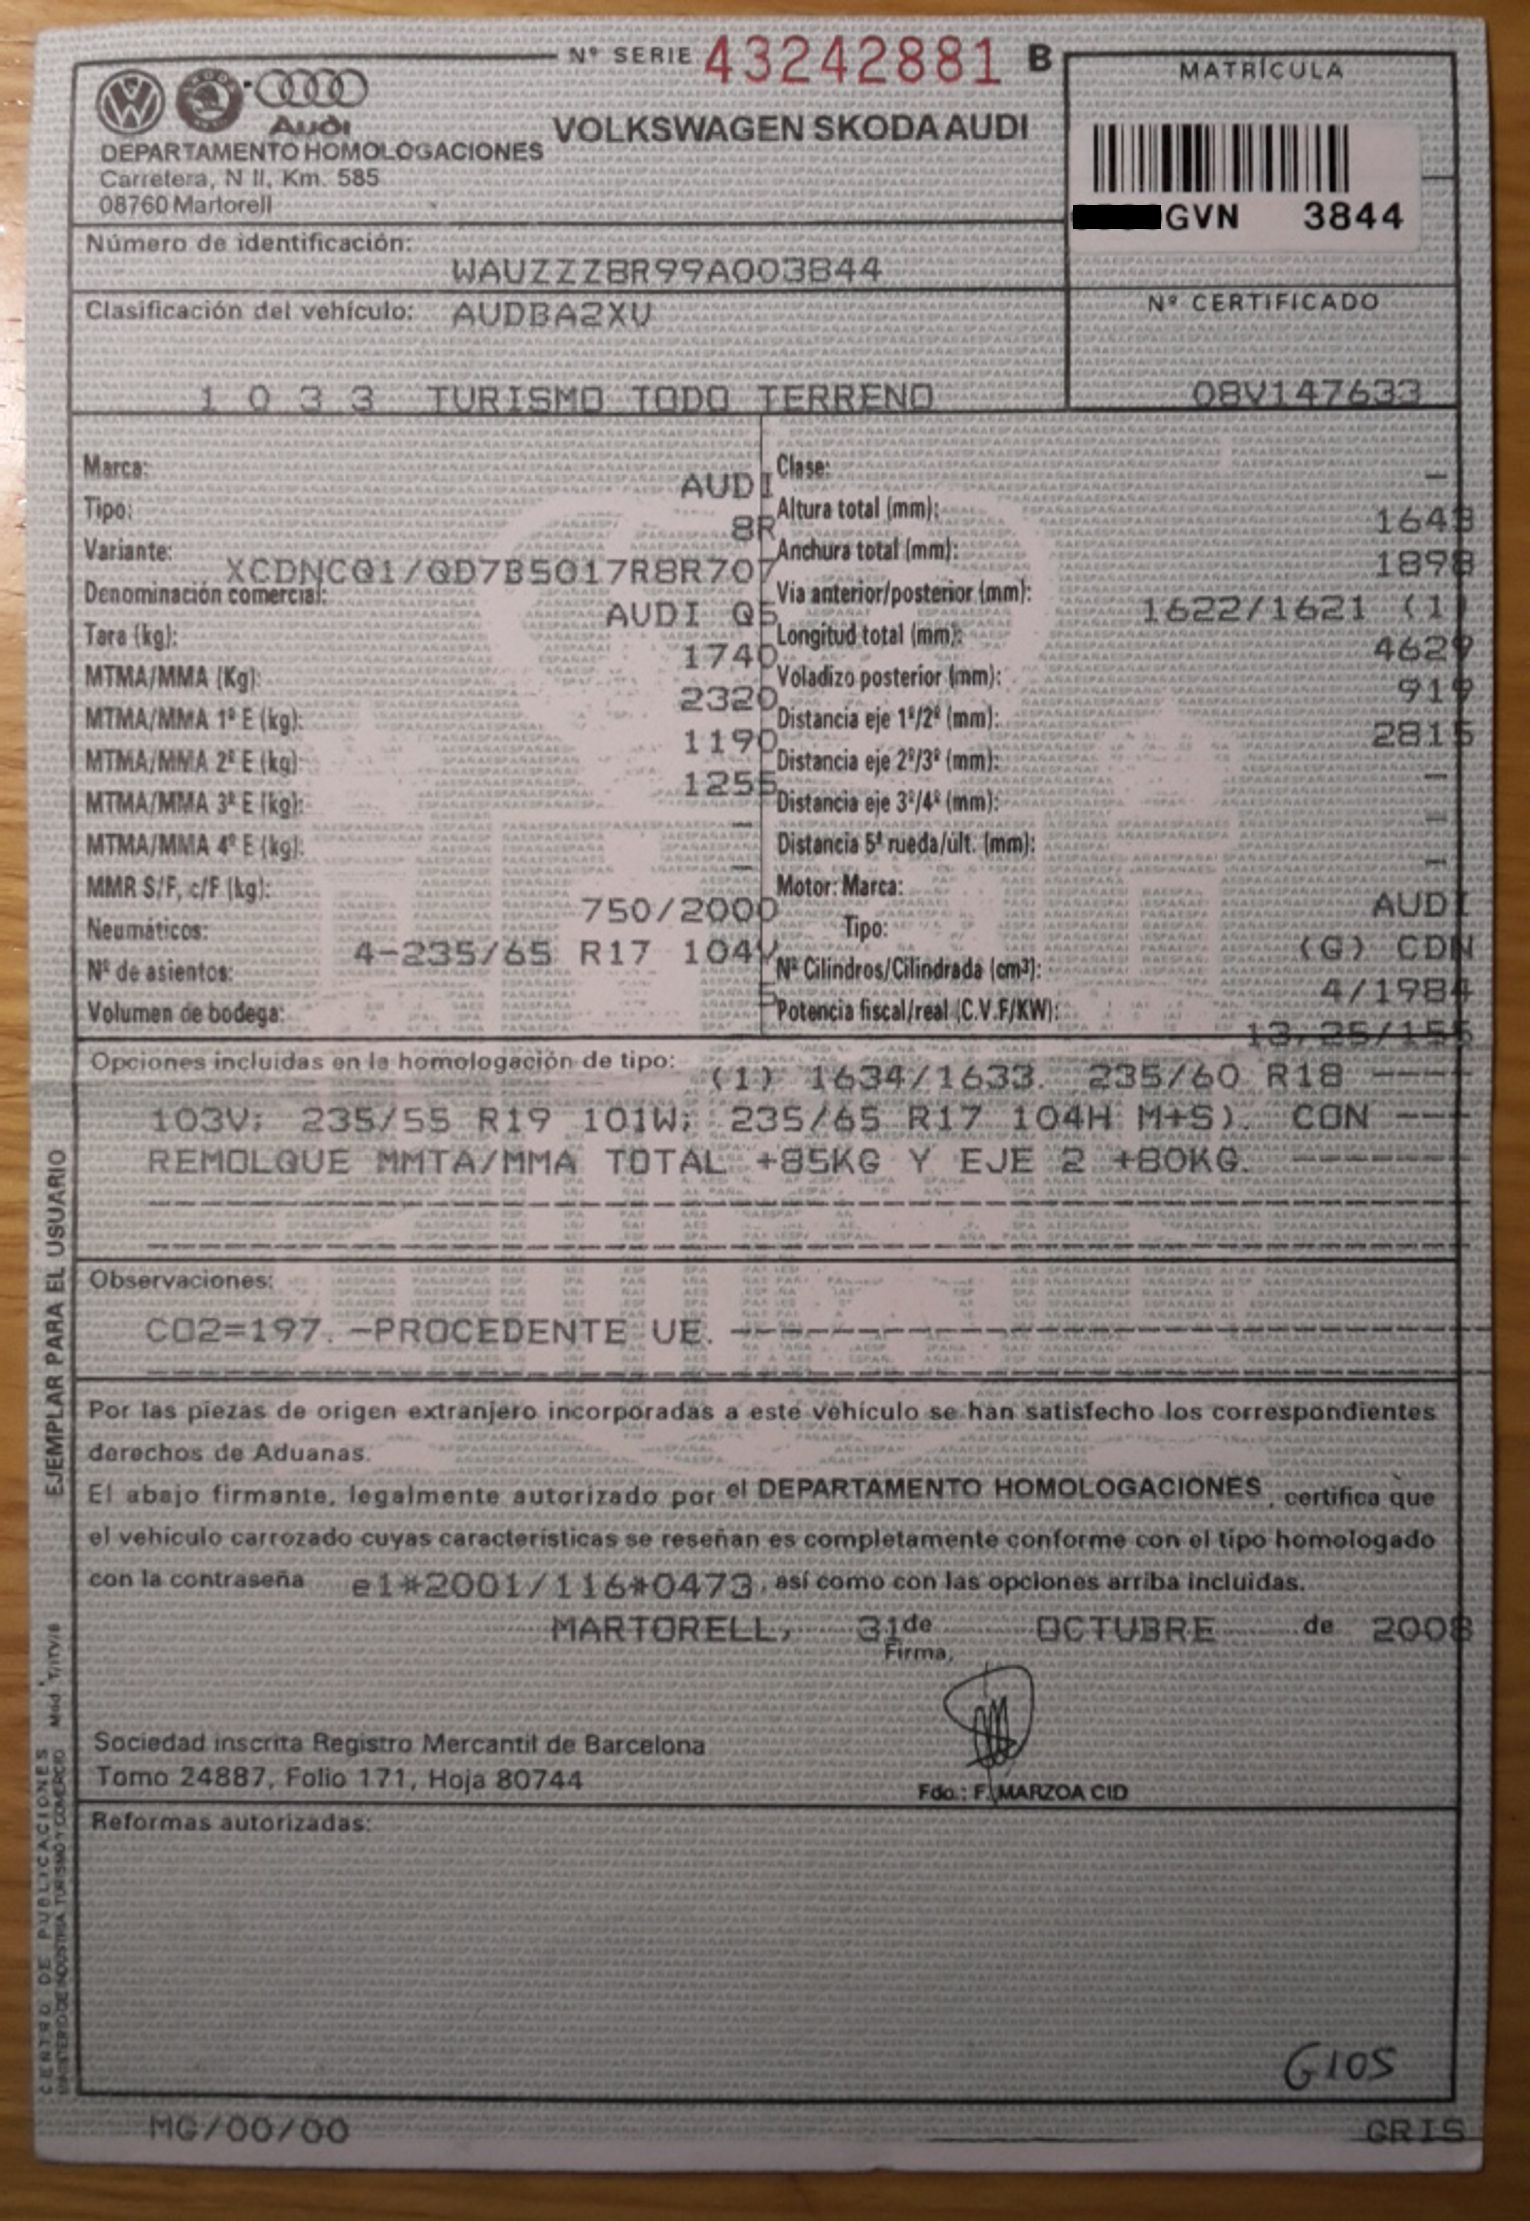 Nº SERIE 43242881 B
MATRÍCULA
Audi
VOLKSWAGEN SKODA AUDI
DEPARTAMENTO HOMOLOGACIONES
Carretera, N II, Km. 585
08760 Martorell
GVN 3844
Número de identificación:
WAUZZZ8R99A003844
Clasificación del vehículo: AUDBA2XV
Nº CERTIFICADO
1 0 3 3 TURISMO TODO TERRENO
08V147633
Marca: AUDI
Tipo: 8R
Variante: XCDNCQ1/QD7B5017R8R707
Denominación comercial: AUDI Q5
Tara (kg): 1740
MTMA/MMA (Kg): 2320
MTMA/MMA 1º E (kg): 1190
MTMA/MMA 2º E (kg) 1255
MTMA/MMA 3º E (kg): –
MTMA/MMA 4º E (kg): –
MMR S/F, c/F (kg): 750/2000
Neumáticos: 4-235/65 R17 104V
Nº de asientos: 5
Volumen de bodega:
Clase: –
Altura total (mm): 1643
Anchura total (mm): 1898
Via anterior/posterior (mm): 1622/1621 (1)
Longitud total (mm): 4629
Voladizo posterior (mm): 919
Distancia eje 1º/2º (mm): 2815
Distancia eje 2º/3º (mm): –
Distancia eje 3º/4º (mm): –
Distancia 5ª rueda/últ. (mm): –
Motor: Marca: AUDI
Tipo: (G) CDN
Nº Cilindros/Cilindrada (cm³): 4/1984
Potencia fiscal/real (C.V.F/KW): 13,25/155
Opciones incluidas en la homologación de tipo: (1) 1634/1633. 235/60 R18 ----
103V; 235/55 R19 101W; 235/65 R17 104H M+S). CON ---
REMOLQUE MMTA/MMA TOTAL +85KG Y EJE 2 +80KG. -------
Observaciones:
CO2=197. -PROCEDENTE UE. -----------------
Por las piezas de origen extranjero incorporadas a este vehículo se han satisfecho los correspondientes
derechos de Aduanas.
El abajo firmante, legalmente autorizado por el DEPARTAMENTO HOMOLOGACIONES, certifica que
el vehículo carrozado cuyas características se reseñan es completamente conforme con el tipo homologado
con la contraseña e1*2001/116*0473, así como con las opciones arriba incluidas.
MARTORELL, 31 de OCTUBRE de 2008
Firma,
Sociedad inscrita Registro Mercantil de Barcelona
Tomo 24887, Folio 171, Hoja 80744
Fdo.: F. MARZOA CID
Reformas autorizadas:
G10S
MG/00/00
GRIS
EJEMPLAR PARA EL USUARIO
CENTRO DE PUBLICACIONES Mod T/ITV/8
MINISTERIO DE INDUSTRIA, TURISMO Y COMERCIO